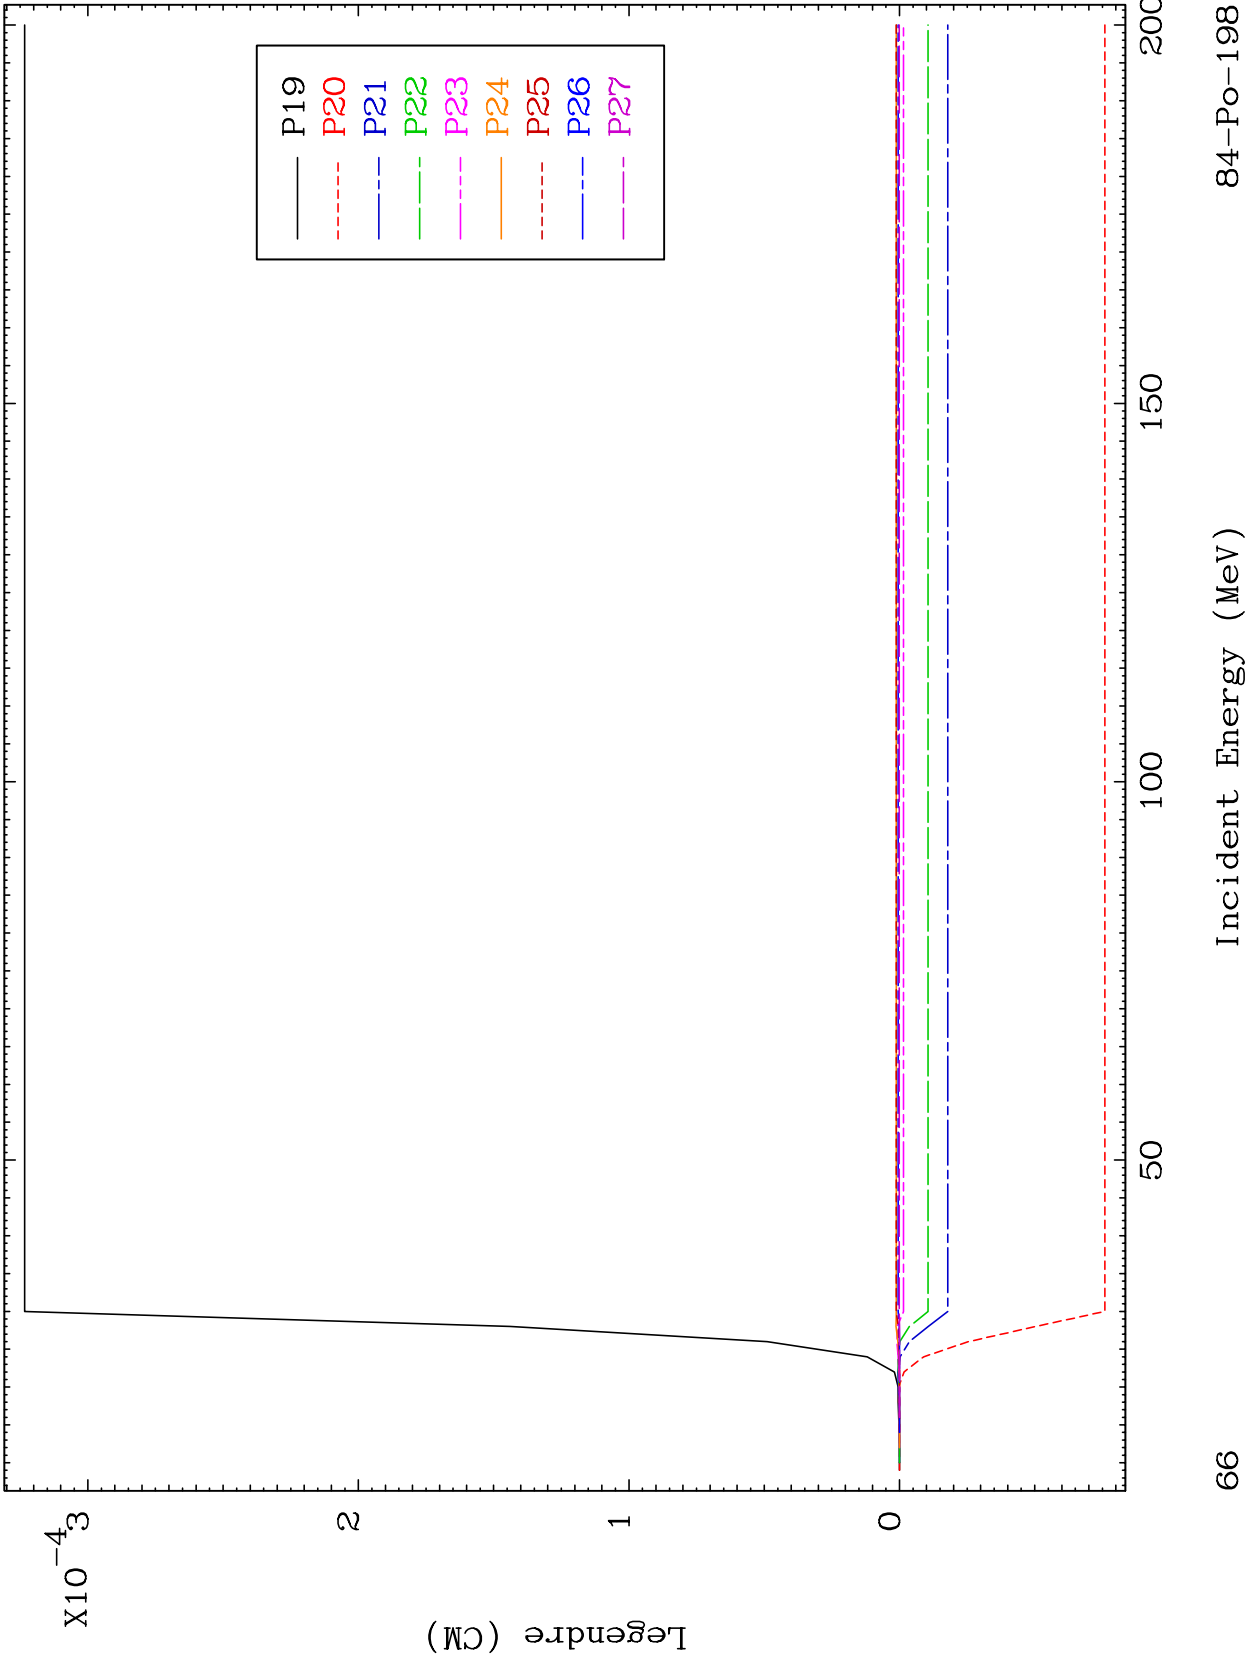 X10-4
3
2
1
0
Legendre (CM)
P19
P20
P21
P22
P23
P24
P25
P26
P27
50
100
150
200
Incident Energy (MeV)
66
84-Po-198